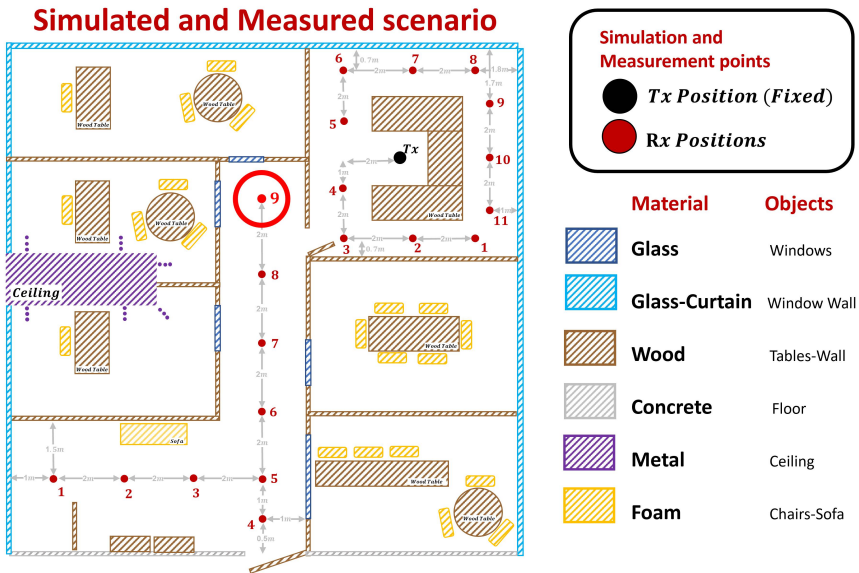 Simulated and Measured scenario
Simulation and
Measurement points
Tx Position (Fixed)
Rx Positions
Material Objects
Glass Windows
Glass-Curtain Window Wall
Wood Tables-Wall
Concrete Floor
Metal Ceiling
Foam Chairs-Sofa
Wood Table
Wood Table
6 7 8
0.7m
2m 2m
1.8m
1.7m
2m
9
5
Tx
2m
10
2m
2m
4
Wood Table
2m
1m
11
3 2 1
2m 2m
0.7m
9
Wood Table
Wood Table
2m
8
Ceiling
2m
7
Wood Table
Wood Table
2m
6
Sofa
1.5m
2m
1m 2m 2m 2m
1 2 3 5
Wood Table
1m
4
1m
Wood Table
0.5m